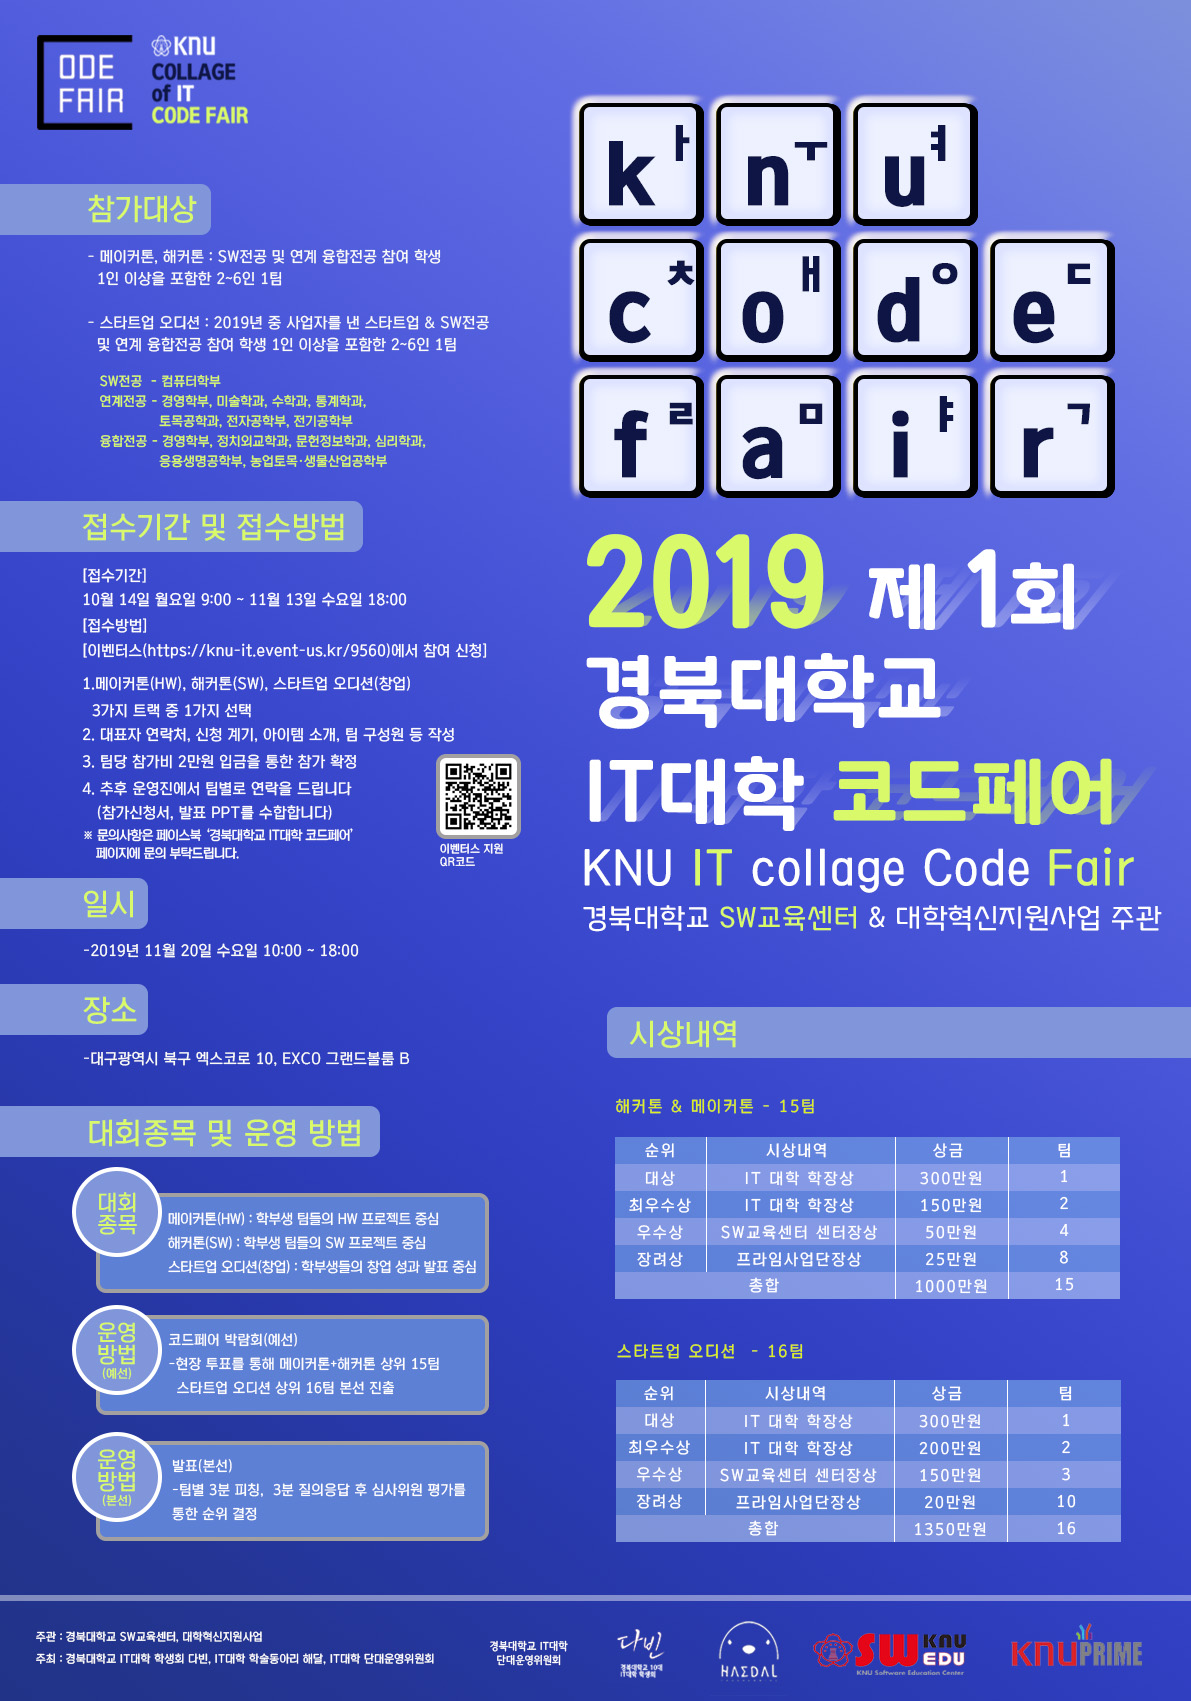 ODE
FAIR
KNU
COLLAGE
of IT
CODE FAIR
k ㅏ n ㅜ u ㅕ
c ㅊ o ㅐ d ㅇ e ㄷ
f ㄹ a ㅁ i ㅑ r ㄱ
2019 제 1회
경북대학교
IT대학 코드페어
KNU IT collage Code Fair
경북대학교 SW교육센터 & 대학혁신지원사업 주관
참가대상
- 메이커톤, 해커톤 : SW전공 및 연계 융합전공 참여 학생
1인 이상을 포함한 2~6인 1팀
- 스타트업 오디션 : 2019년 중 사업자를 낸 스타트업 & SW전공
및 연계 융합전공 참여 학생 1인 이상을 포함한 2~6인 1팀
SW전공 - 컴퓨터학부
연계전공 - 경영학부, 미술학과, 수학과, 통계학과,
토목공학과, 전자공학부, 전기공학부
융합전공 - 경영학부, 정치외교학과, 문헌정보학과, 심리학과,
응용생명공학부, 농업토목·생물산업공학부
접수기간 및 접수방법
[접수기간]
10월 14일 월요일 9:00 ~ 11월 13일 수요일 18:00
[접수방법]
[이벤터스(https://knu-it.event-us.kr/9560)에서 참여 신청]
1.메이커톤(HW), 해커톤(SW), 스타트업 오디션(창업)
3가지 트랙 중 1가지 선택
2. 대표자 연락처, 신청 계기, 아이템 소개, 팀 구성원 등 작성
3. 팀당 참가비 2만원 입금을 통한 참가 확정
4. 추후 운영진에서 팀별로 연락을 드립니다
(참가신청서, 발표 PPT를 수합합니다)
※ 문의사항은 페이스북 ‘경북대학교 IT대학 코드페어’
페이지에 문의 부탁드립니다.
이벤터스 지원
QR코드
일시
-2019년 11월 20일 수요일 10:00 ~ 18:00
장소
-대구광역시 북구 엑스코로 10, EXCO 그랜드볼룸 B
대회종목 및 운영 방법
대회
종목
메이커톤(HW) : 학부생 팀들의 HW 프로젝트 중심
해커톤(SW) : 학부생 팀들의 SW 프로젝트 중심
스타트업 오디션(창업) : 학부생들의 창업 성과 발표 중심
운영
방법
(예선)
코드페어 박람회(예선)
-현장 투표를 통해 메이커톤+해커톤 상위 15팀
스타트업 오디션 상위 16팀 본선 진출
운영
방법
(본선)
발표(본선)
-팀별 3분 피칭, 3분 질의응답 후 심사위원 평가를
통한 순위 결정
시상내역
해커톤 & 메이커톤 - 15팀
순위 시상내역 상금 팀
대상 IT 대학 학장상 300만원 1
최우수상 IT 대학 학장상 150만원 2
우수상 SW교육센터 센터장상 50만원 4
장려상 프라임사업단장상 25만원 8
총합 1000만원 15
스타트업 오디션 - 16팀
순위 시상내역 상금 팀
대상 IT 대학 학장상 300만원 1
최우수상 IT 대학 학장상 200만원 2
우수상 SW교육센터 센터장상 150만원 3
장려상 프라임사업단장상 20만원 10
총합 1350만원 16
주관 : 경북대학교 SW교육센터, 대학혁신지원사업
주최 : 경북대학교 IT대학 학생회 다빈, IT대학 학술동아리 해달, IT대학 단대운영위원회
경북대학교 IT대학
단대운영위원회
다빈
경북대학교 10대
IT대학 학생회
HAEDAL
SW KNU
EDU
KNU Software Education Center
KNU PRIME